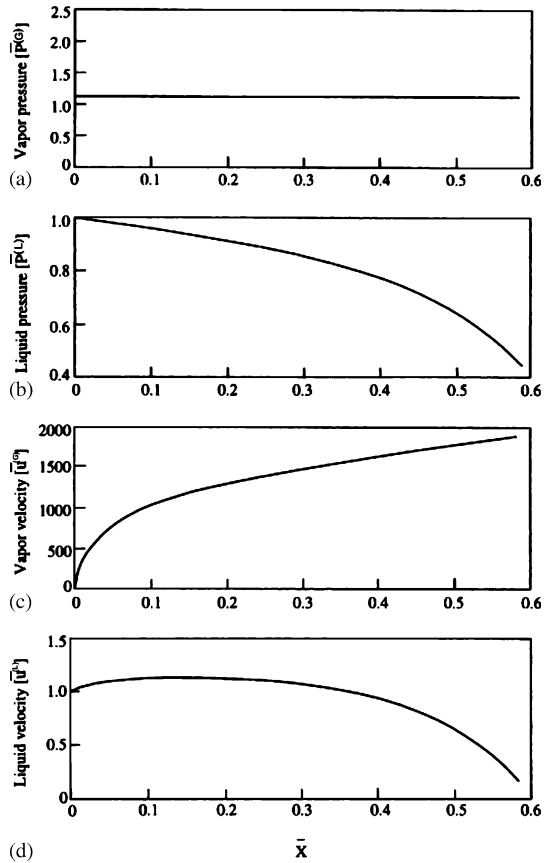 Vapor pressure [P̄(G)]
2.5
2.0
1.5
1.0
0.5
0
0 0.1 0.2 0.3 0.4 0.5 0.6
(a)
Liquid pressure [P̄(L)]
1.0
0.8
0.6
0.4
0 0.1 0.2 0.3 0.4 0.5 0.6
(b)
Vapor velocity [ūG]
2000
1500
1000
500
0
0 0.1 0.2 0.3 0.4 0.5 0.6
(c)
Liquid velocity [ūL]
1.5
1.0
0.5
0
0 0.1 0.2 0.3 0.4 0.5 0.6
(d)
x̄